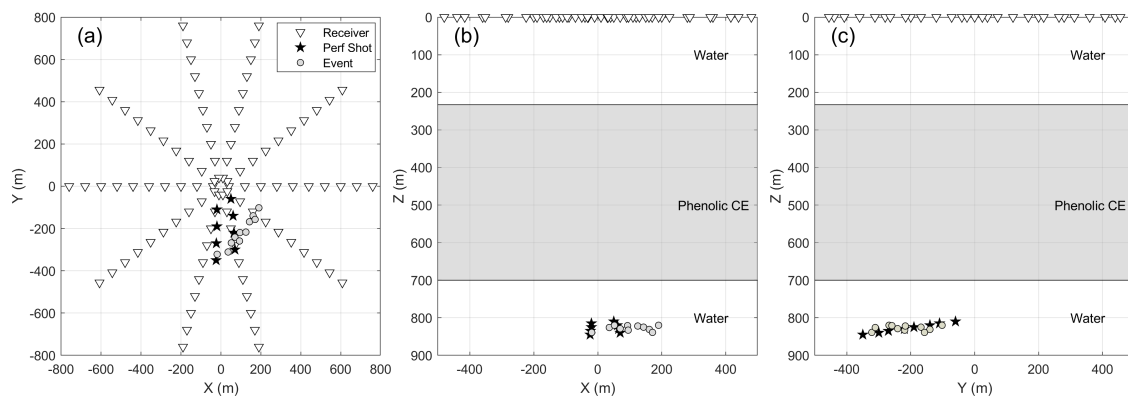 (a)
Receiver
Perf Shot
Event
800
600
400
200
0
-200
-400
-600
-800
Y (m)
-800 -600 -400 -200 0 200 400 600 800
X (m)
(b)
Water
Phenolic CE
Water
0
100
200
300
400
500
600
700
800
900
Z (m)
-400 -200 0 200 400
X (m)
(c)
Water
Phenolic CE
Water
0
100
200
300
400
500
600
700
800
900
Z (m)
-400 -200 0 200 400
Y (m)